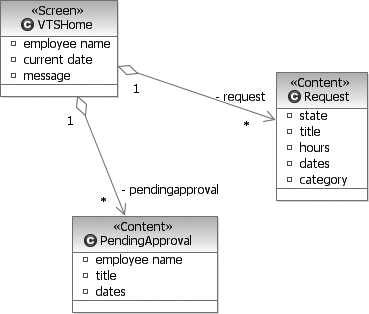 «Screen»
VTSHome
employee name
current date
message
1
- request
*
«Content»
Request
state
title
hours
dates
category
1
- pendingapproval
*
«Content»
PendingApproval
employee name
title
dates